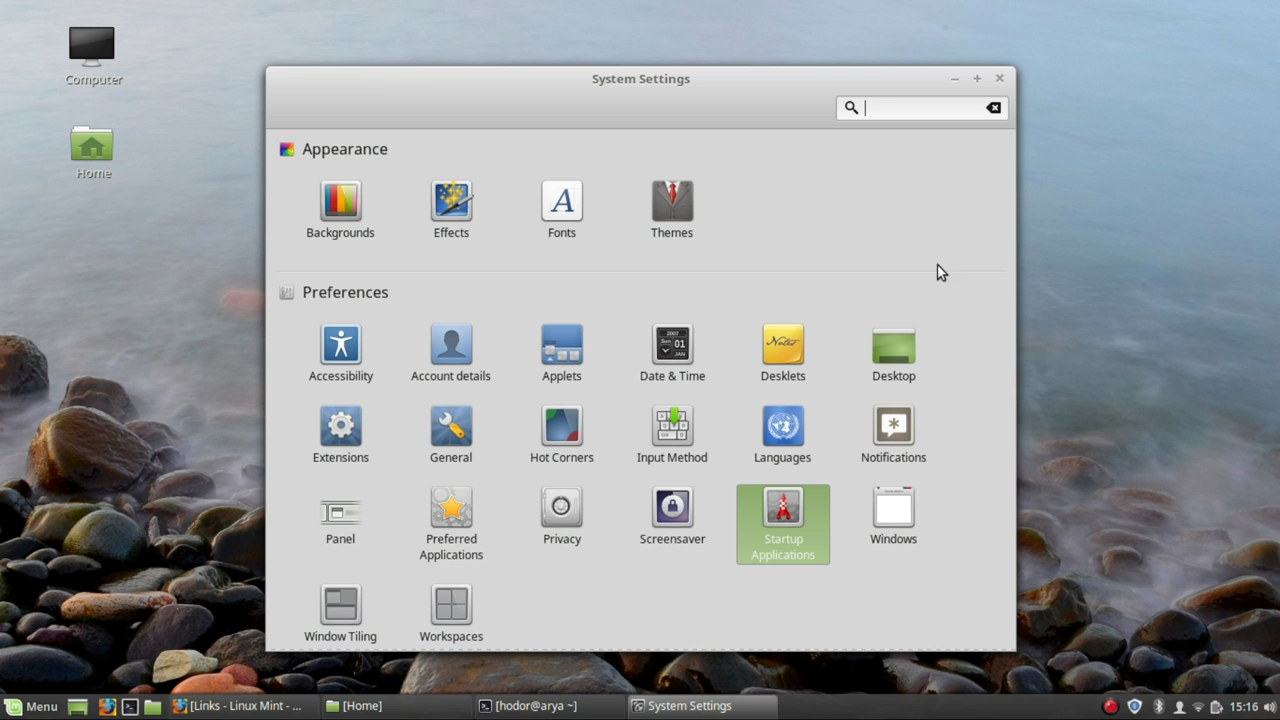 Computer
Home
System Settings
Appearance
Backgrounds
Effects
Fonts
Themes
Preferences
Accessibility
Account details
Applets
Date & Time
Desklets
Desktop
Extensions
General
Hot Corners
Input Method
Languages
Notifications
Panel
Preferred
Applications
Privacy
Screensaver
Startup
Applications
Windows
Window Tiling
Workspaces
Menu
[Links - Linux Mint - ...
[Home]
[hodor@arya ~]
System Settings
15:16